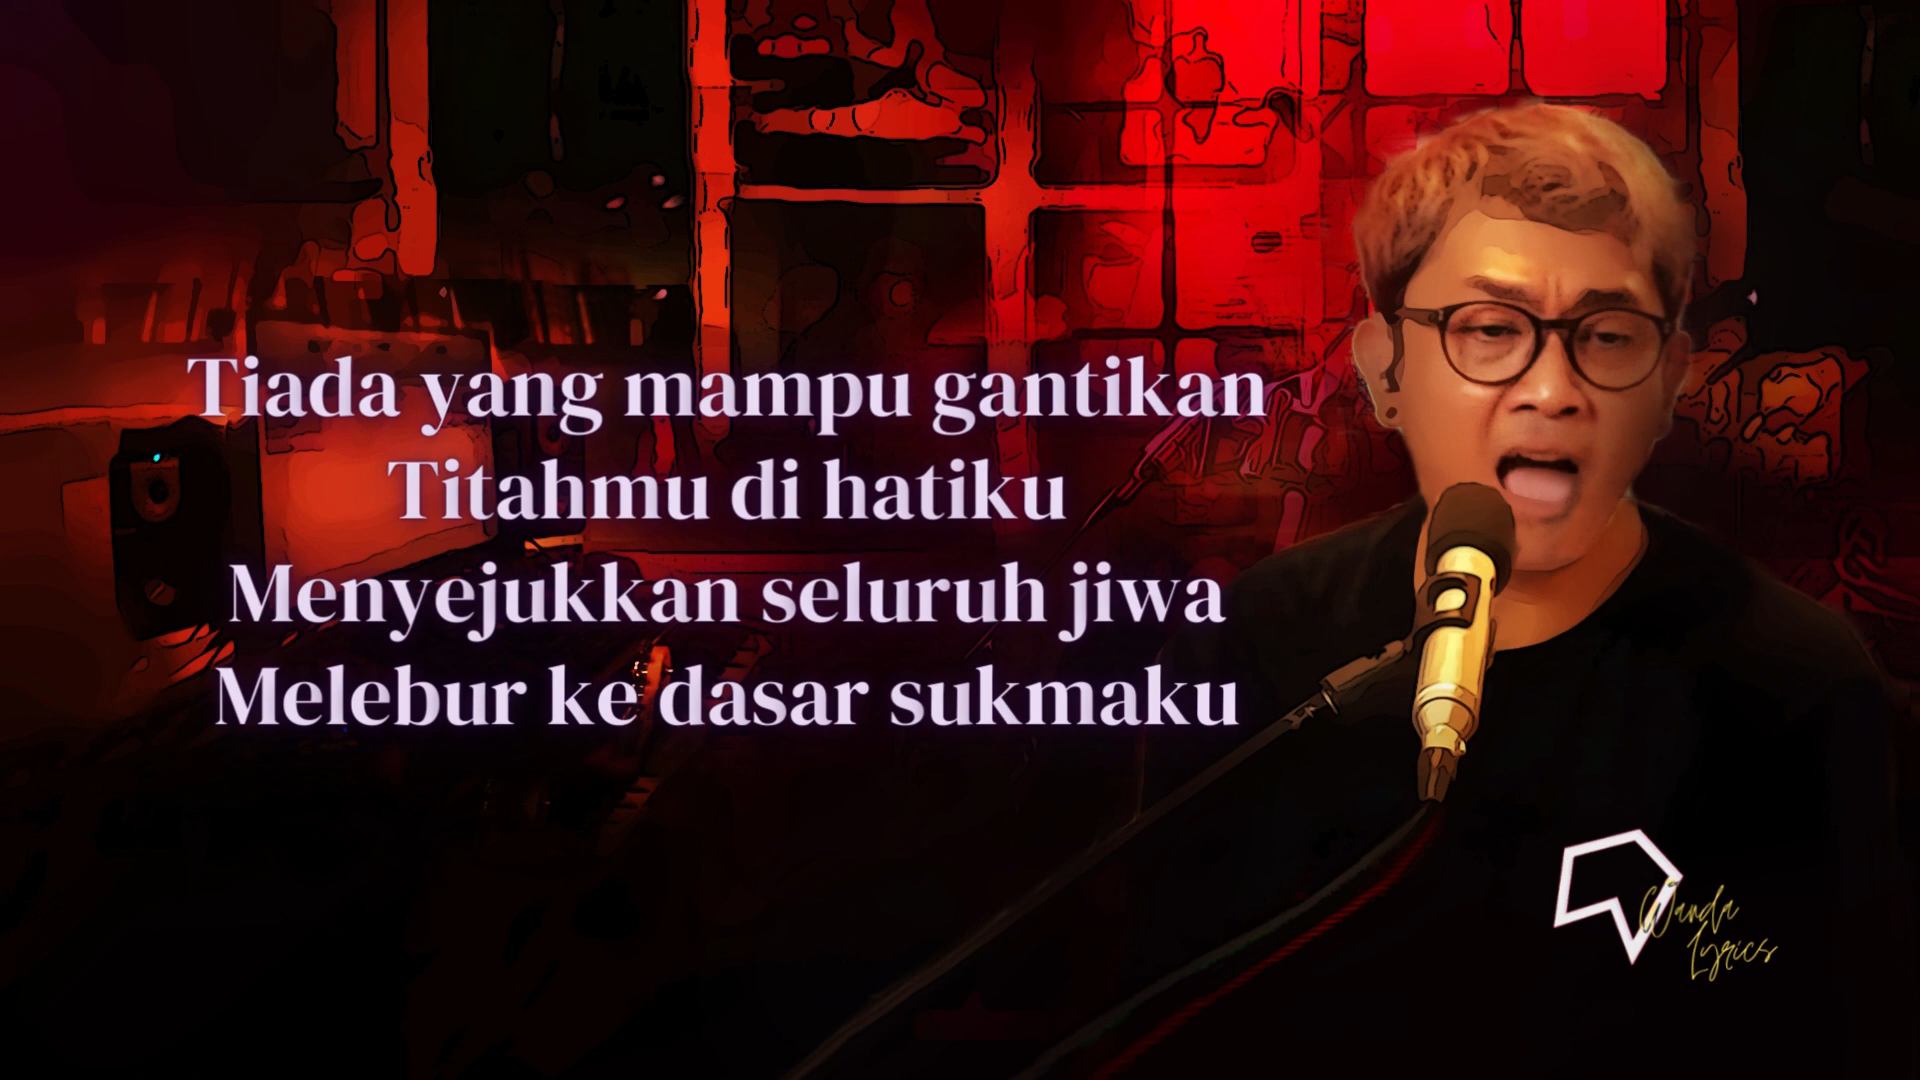 Tiada yang mampu gantikan
Titahmu di hatiku
Menyejukkan seluruh jiwa
Melebur ke dasar sukmaku
Wanda
Lyrics